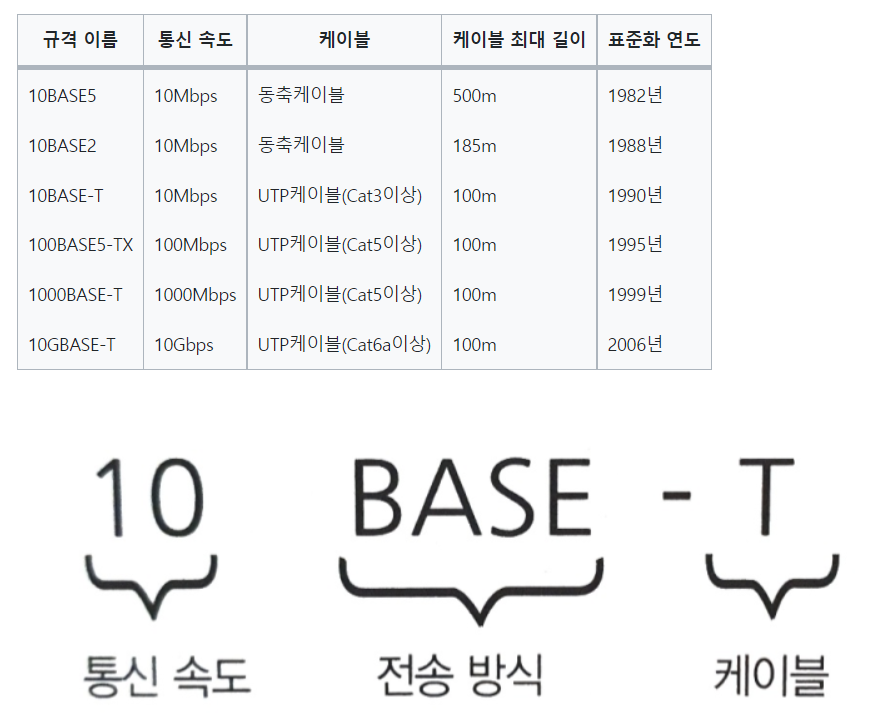 규격 이름 통신 속도 케이블 케이블 최대 길이 표준화 연도
10BASE5 10Mbps 동축케이블 500m 1982년
10BASE2 10Mbps 동축케이블 185m 1988년
10BASE-T 10Mbps UTP케이블(Cat3이상) 100m 1990년
100BASE5-TX 100Mbps UTP케이블(Cat5이상) 100m 1995년
1000BASE-T 1000Mbps UTP케이블(Cat5이상) 100m 1999년
10GBASE-T 10Gbps UTP케이블(Cat6a이상) 100m 2006년
10 BASE - T
통신 속도 전송 방식 케이블